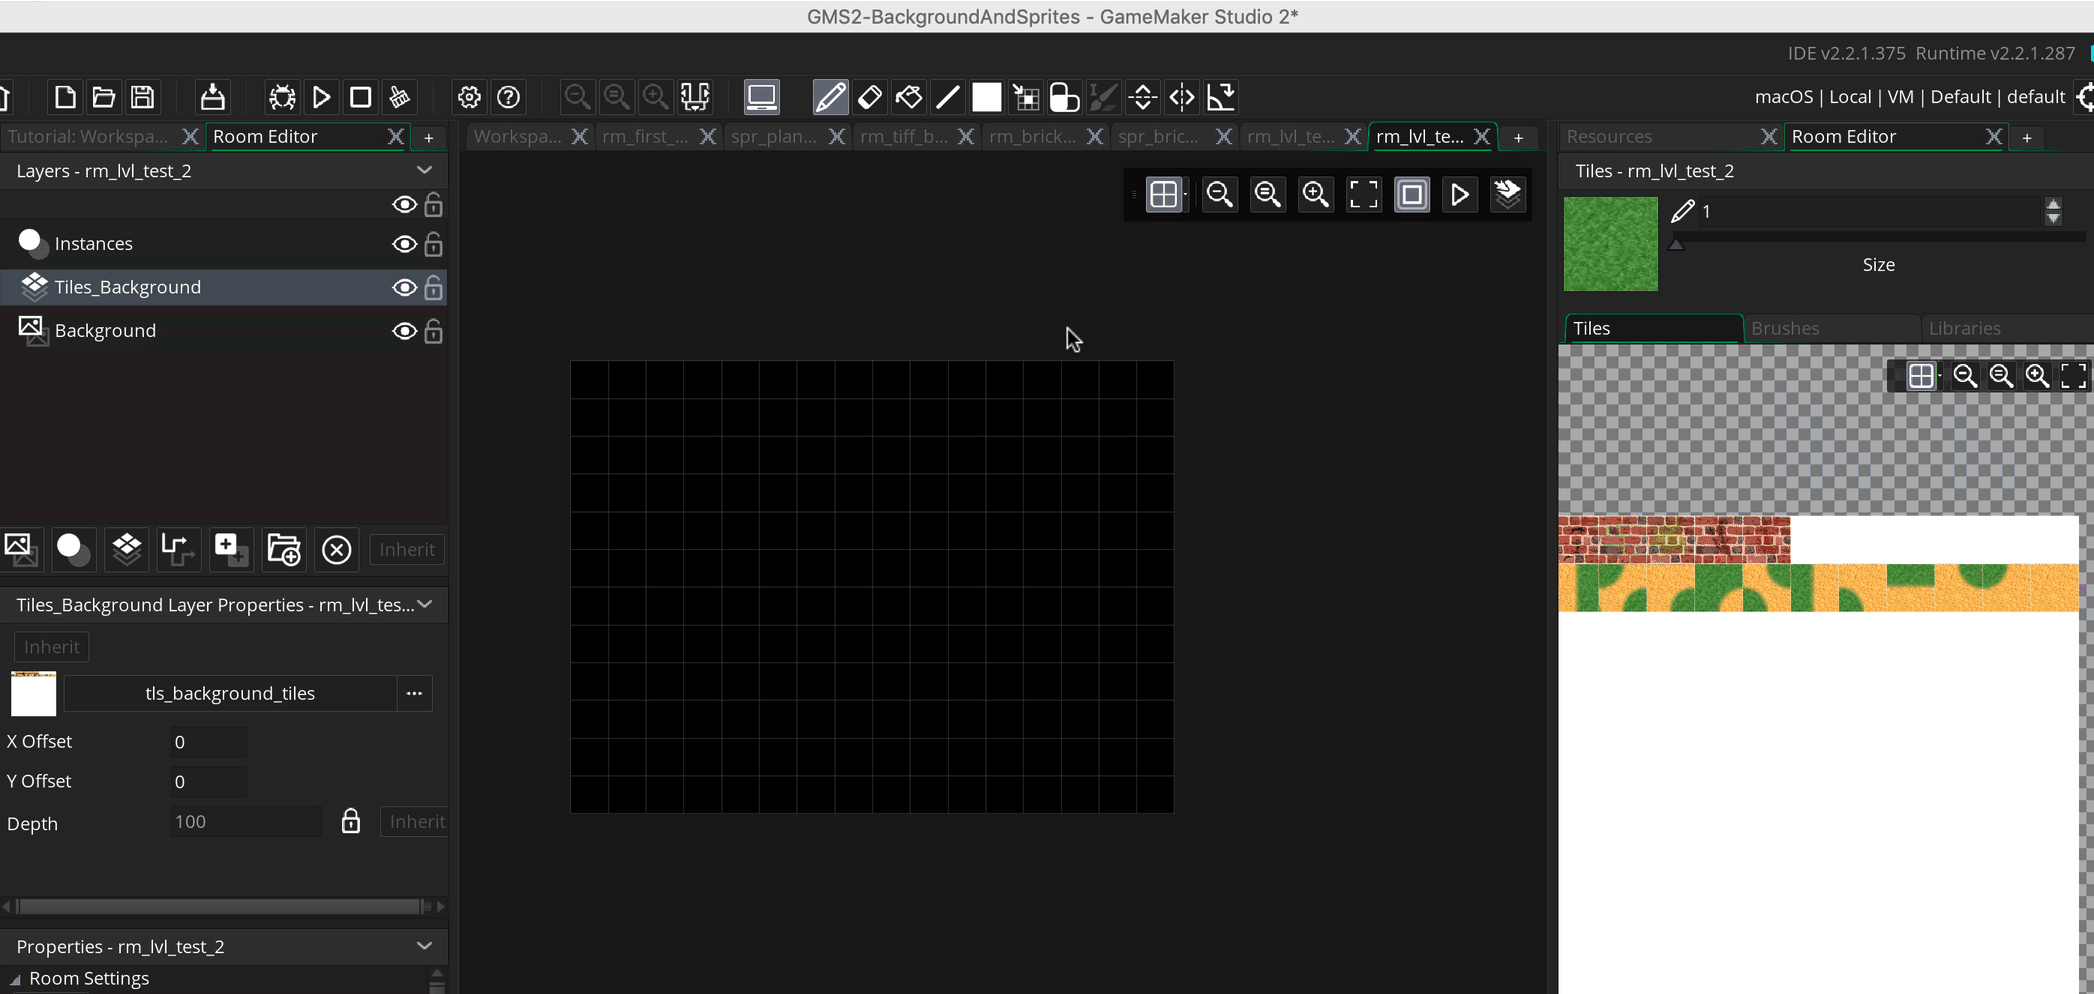 GMS2-BackgroundAndSprites - GameMaker Studio 2*
IDE v2.2.1.375 Runtime v2.2.1.287
macOS | Local | VM | Default | default
Tutorial: Workspa...
Room Editor
+
Workspa...
rm_first_...
spr_plan...
rm_tiff_b...
rm_brick...
spr_bric...
rm_lvl_te...
rm_lvl_te...
+
Resources
Room Editor
+
Layers - rm_lvl_test_2
Tiles - rm_lvl_test_2
1
Size
Instances
Tiles_Background
Background
Tiles
Brushes
Libraries
Inherit
Tiles_Background Layer Properties - rm_lvl_tes...
Inherit
tls_background_tiles
...
X Offset 0
Y Offset 0
Depth 100
Inherit
Properties - rm_lvl_test_2
Room Settings